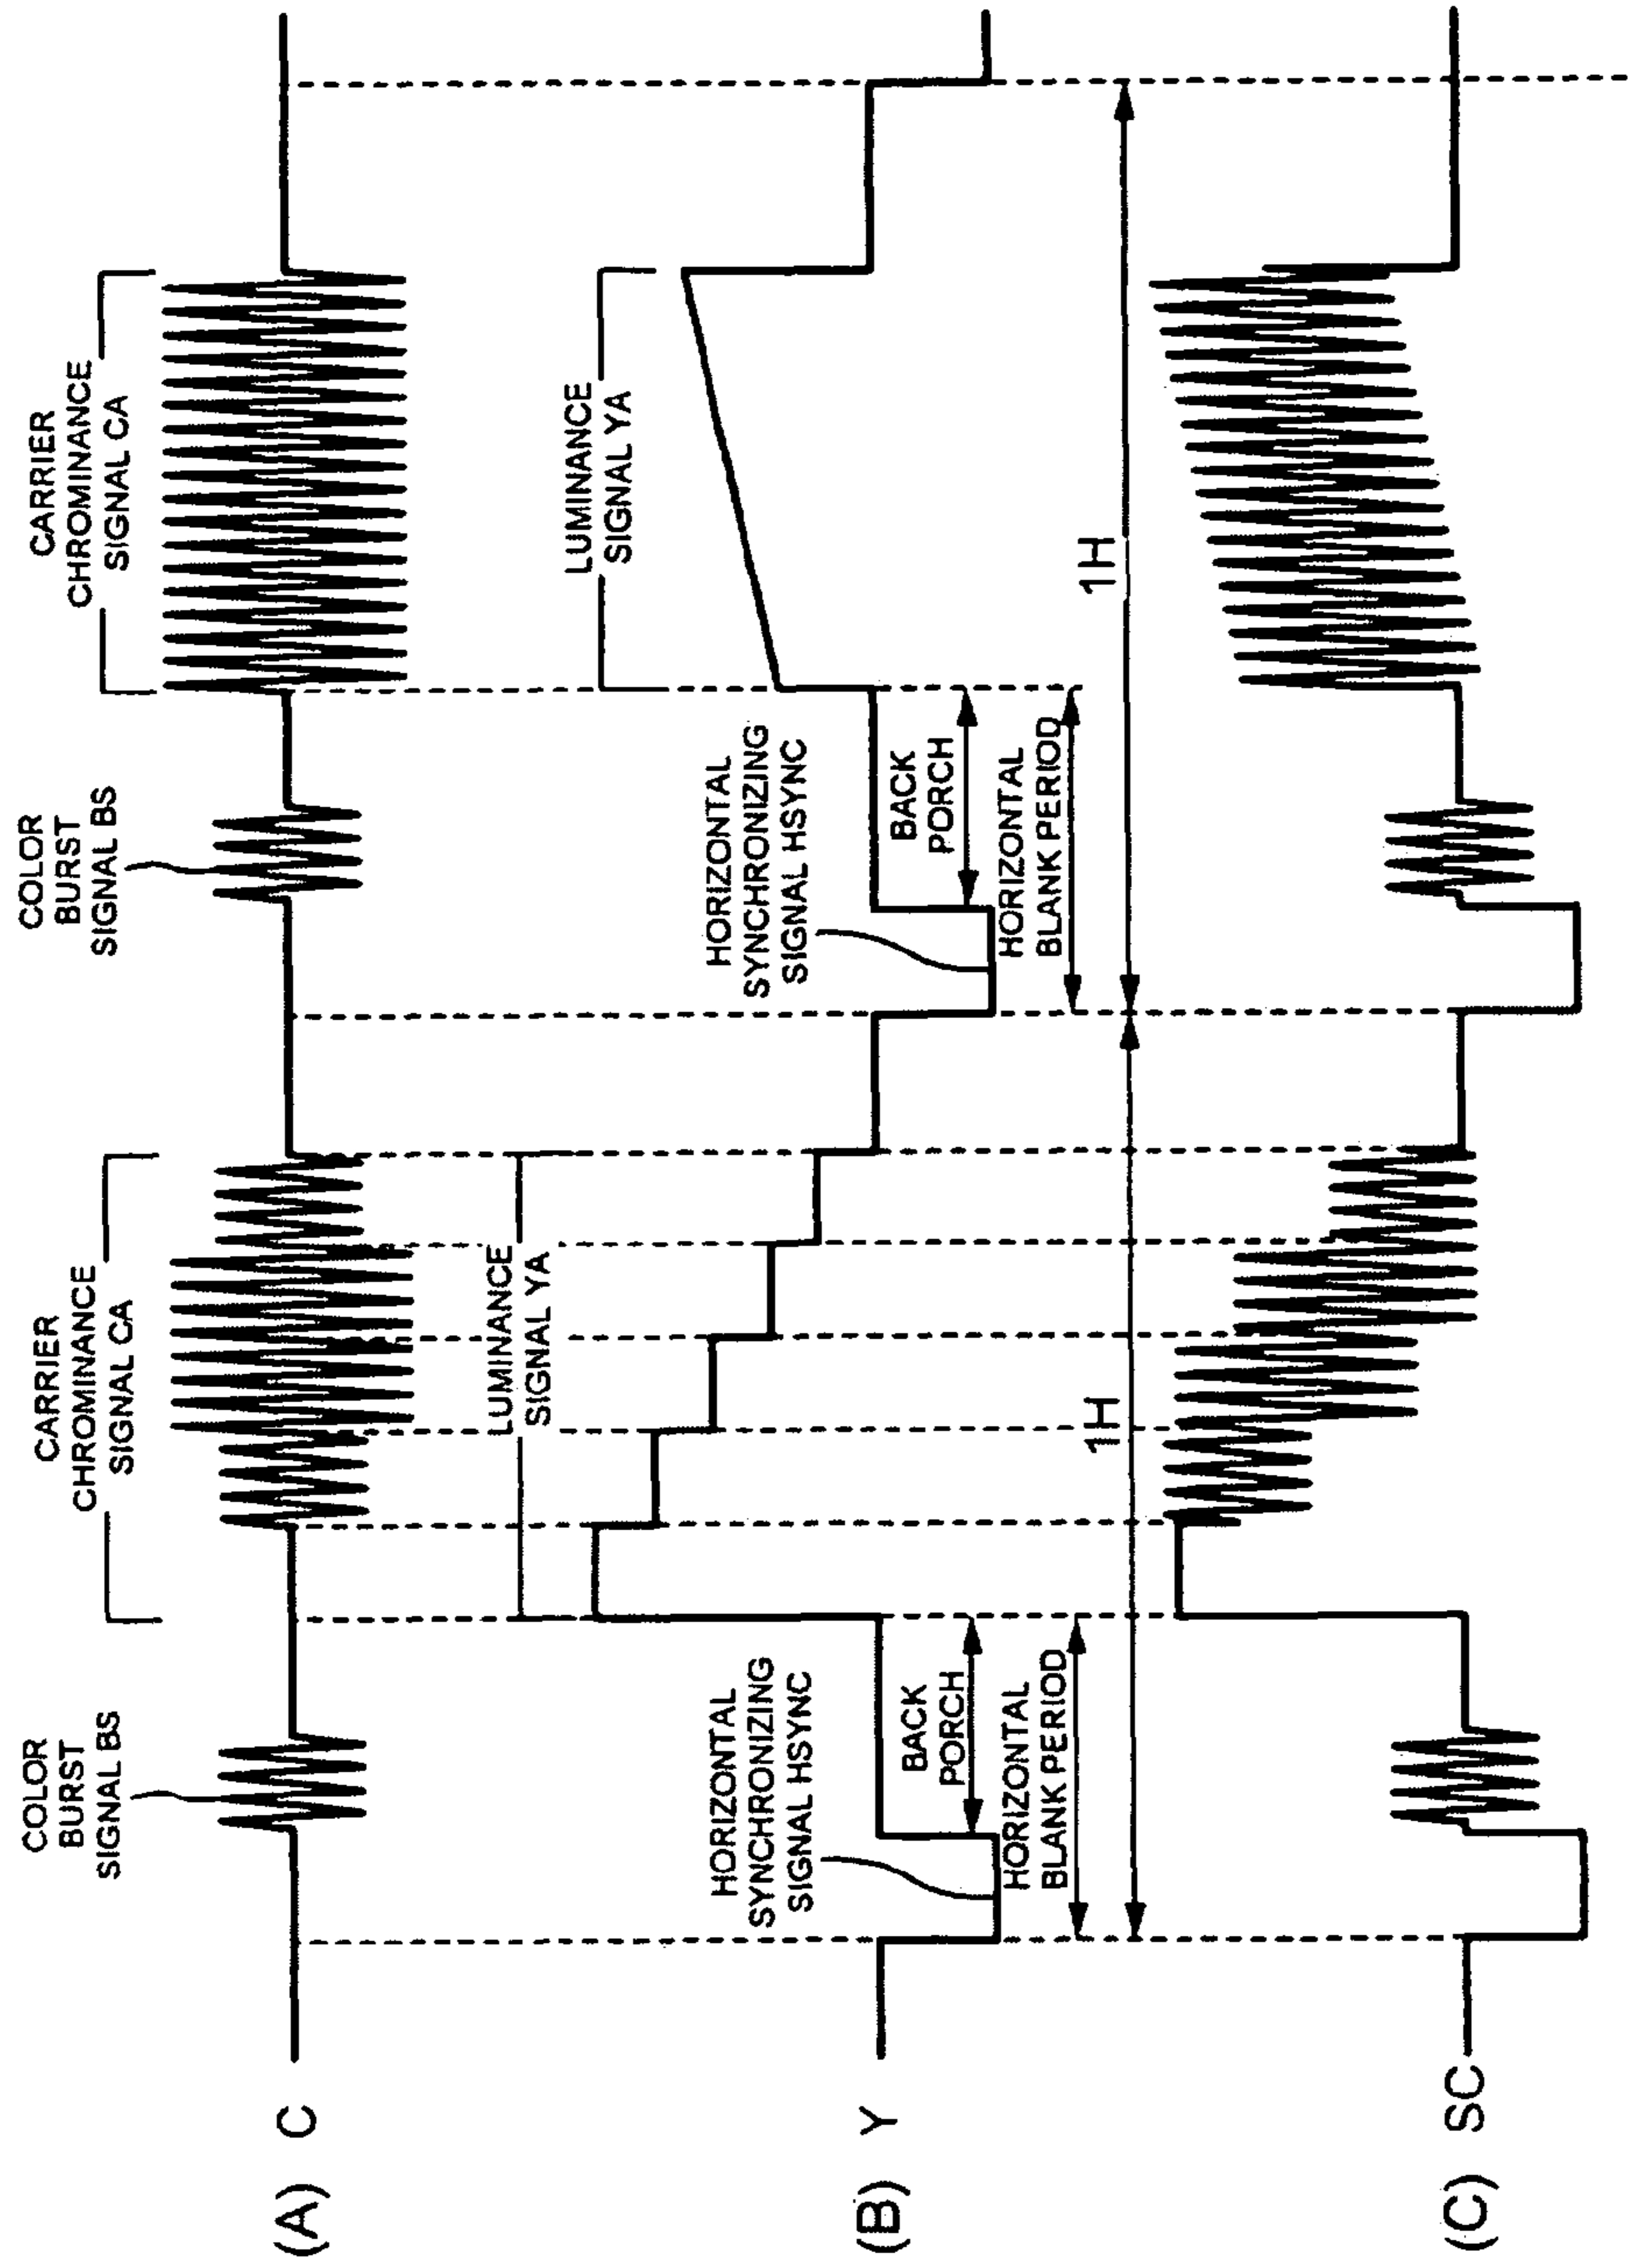 (A) C
COLOR
BURST
SIGNAL BS
CARRIER
CHROMINANCE
SIGNAL CA
COLOR
BURST
SIGNAL BS
CARRIER
CHROMINANCE
SIGNAL CA
(B) Y
HORIZONTAL
SYNCHRONIZING
SIGNAL HSYNC
BACK
PORCH
HORIZONTAL
BLANK PERIOD
LUMINANCE
SIGNAL YA
1H
HORIZONTAL
SYNCHRONIZING
SIGNAL HSYNC
BACK
PORCH
HORIZONTAL
BLANK PERIOD
LUMINANCE
SIGNAL YA
1H
(C) SC